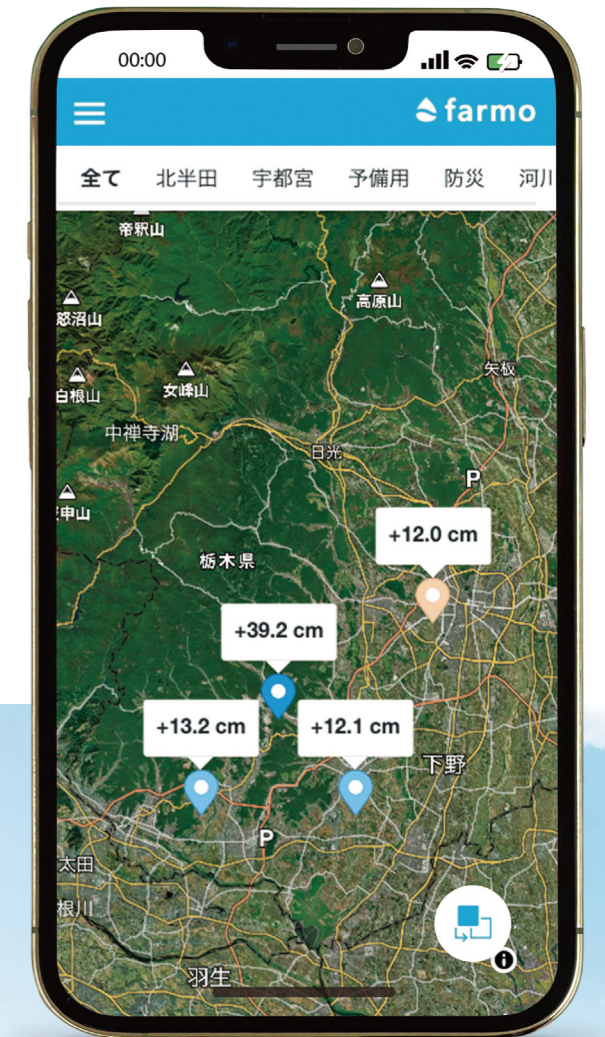 00:00
farmo
全て 北半田 宇都宮 予備用 防災 河川
帝釈山
高原山
怒沼山
矢板
白根山
女峰山
中禅寺湖
日光
P
申山
+12.0 cm
栃木県
+39.2 cm
+13.2 cm
+12.1 cm
下野
P
太田
根川
羽生